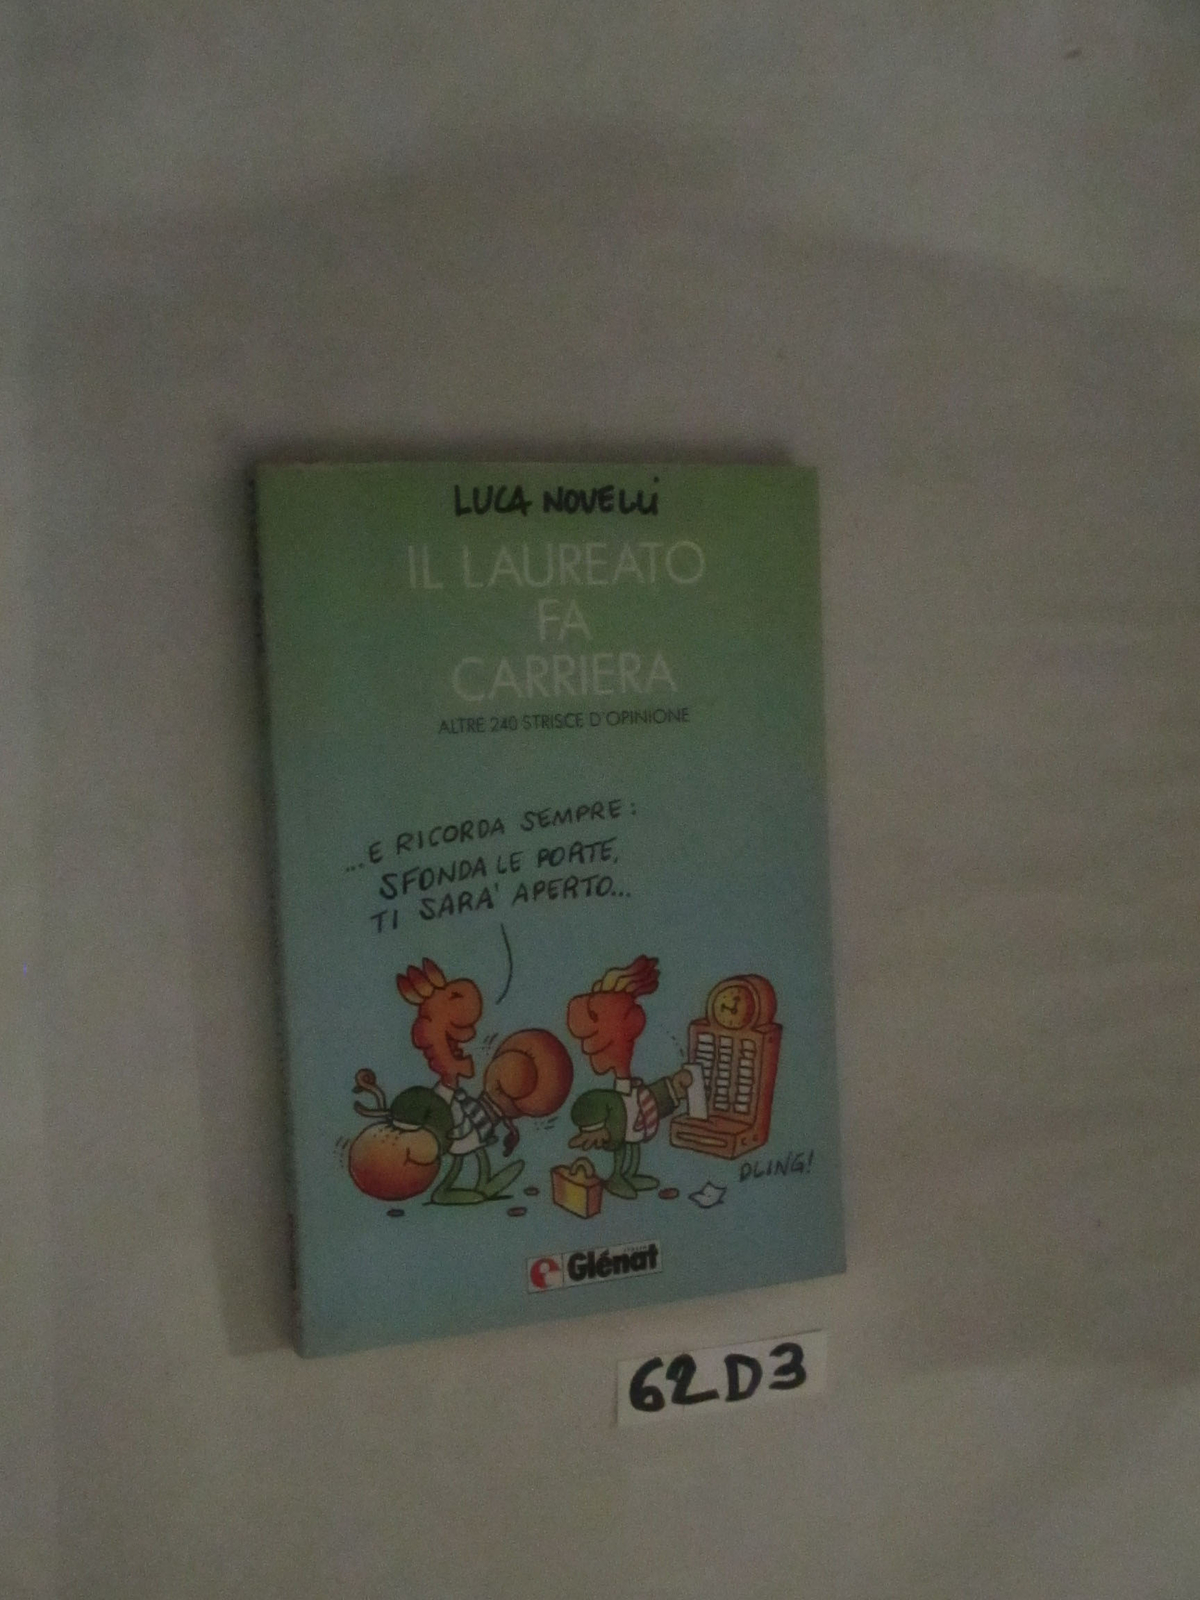 LUCA NOVELLI
IL LAUREATO
FA
CARRIERA
ALTRE 240 STRISCE D'OPINIONE
...E RICORDA SEMPRE:
SFONDA LE PORTE,
TI SARA' APERTO...
DLING!
Glénat
62D3